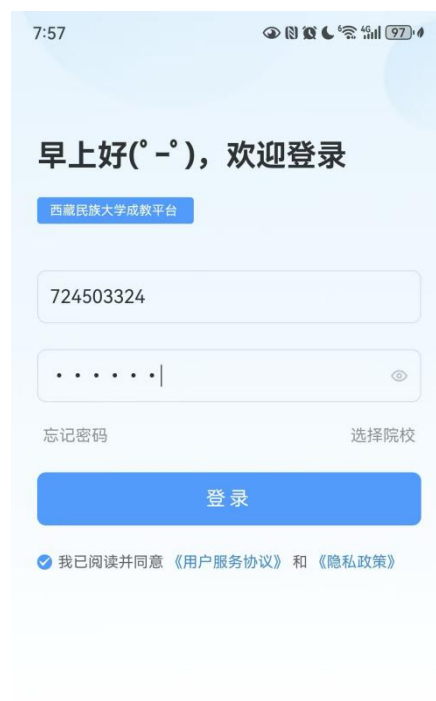 7:57 4G 97
早上好(°-°)，欢迎登录
西藏民族大学成教平台
724503324
••••••
忘记密码 选择院校
登录
我已阅读并同意《用户服务协议》和《隐私政策》